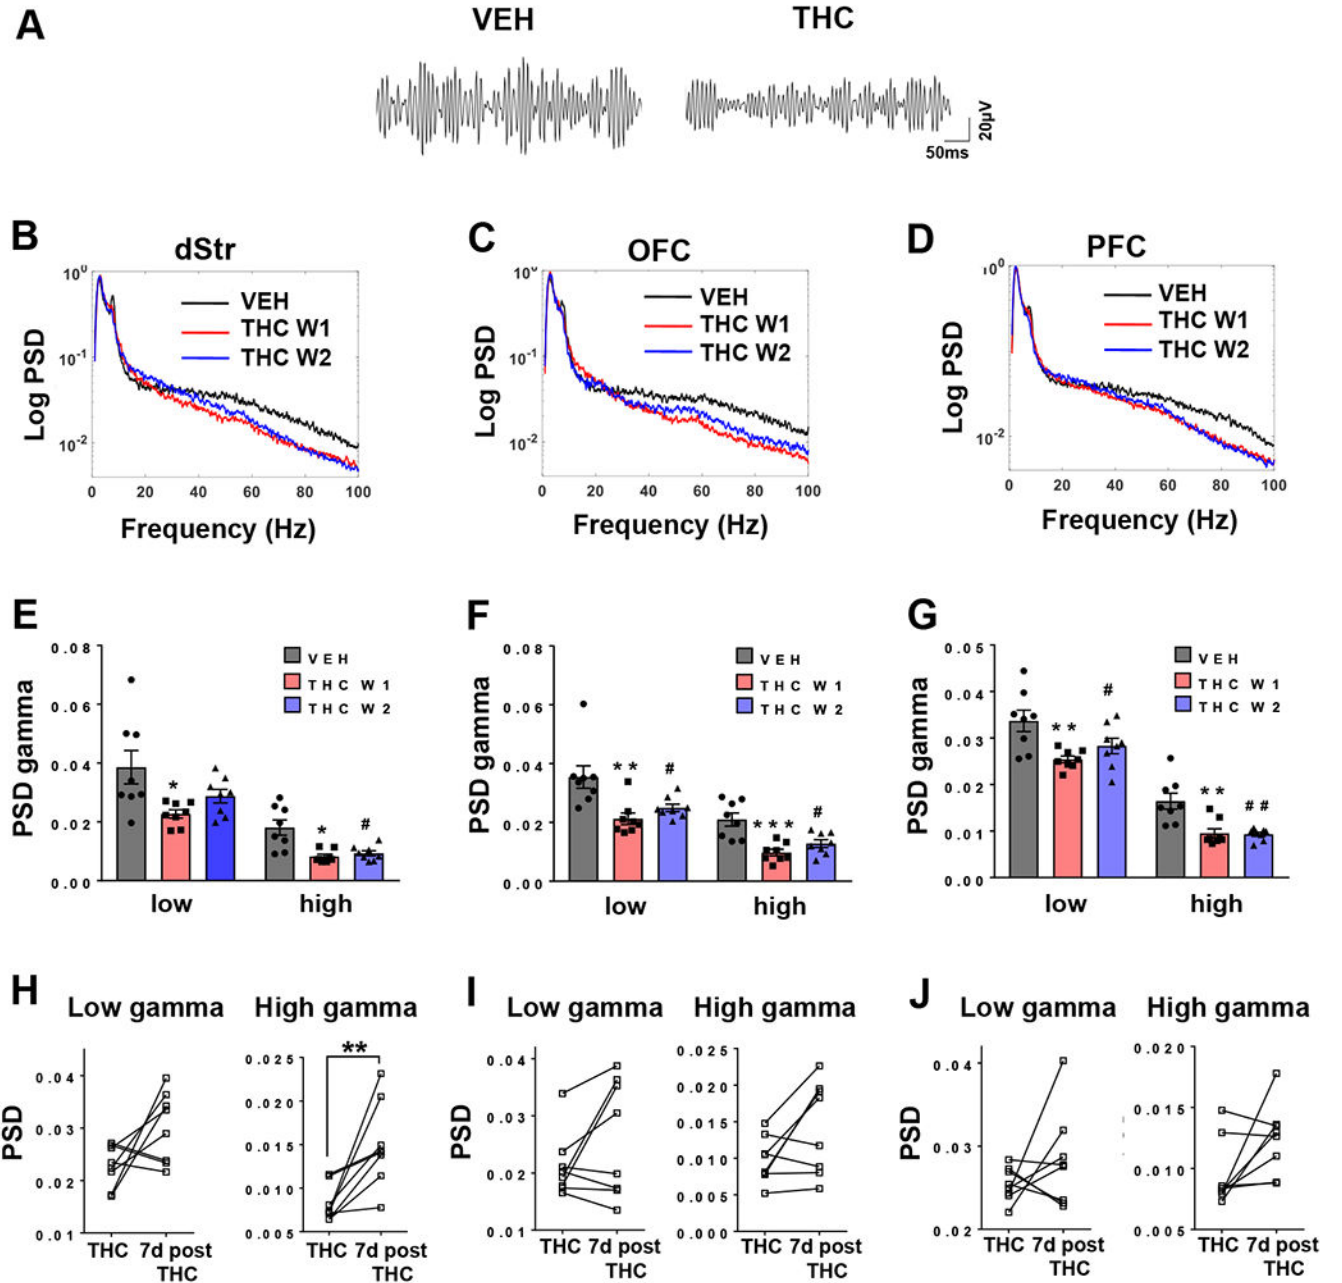 A
VEH
THC
20µV
50ms
B
dStr
Log PSD
10⁰
10⁻¹
10⁻²
VEH
THC W1
THC W2
0 20 40 60 80 100
Frequency (Hz)
C
OFC
Log PSD
10⁰
10⁻¹
10⁻²
VEH
THC W1
THC W2
0 20 40 60 80 100
Frequency (Hz)
D
PFC
Log PSD
10⁰
10⁻²
VEH
THC W1
THC W2
0 20 40 60 80 100
Frequency (Hz)
E
PSD gamma
0.08
0.06
0.04
0.02
0.00
VEH
THC W1
THC W2
*
*
#
low high
F
PSD gamma
0.08
0.06
0.04
0.02
0.00
VEH
THC W1
THC W2
**
#
***
#
low high
G
PSD gamma
0.05
0.04
0.03
0.02
0.01
0.00
VEH
THC W1
THC W2
**
#
**
##
low high
H
Low gamma
PSD
0.04
0.03
0.02
0.01
THC 7d post
THC
High gamma
**
0.025
0.020
0.015
0.010
0.005
THC 7d post
THC
I
Low gamma
PSD
0.04
0.03
0.02
0.01
THC 7d post
THC
High gamma
0.025
0.020
0.015
0.010
0.005
0.000
THC 7d post
THC
J
Low gamma
PSD
0.04
0.03
0.02
THC 7d post
THC
High gamma
0.020
0.015
0.010
0.005
THC 7d post
THC